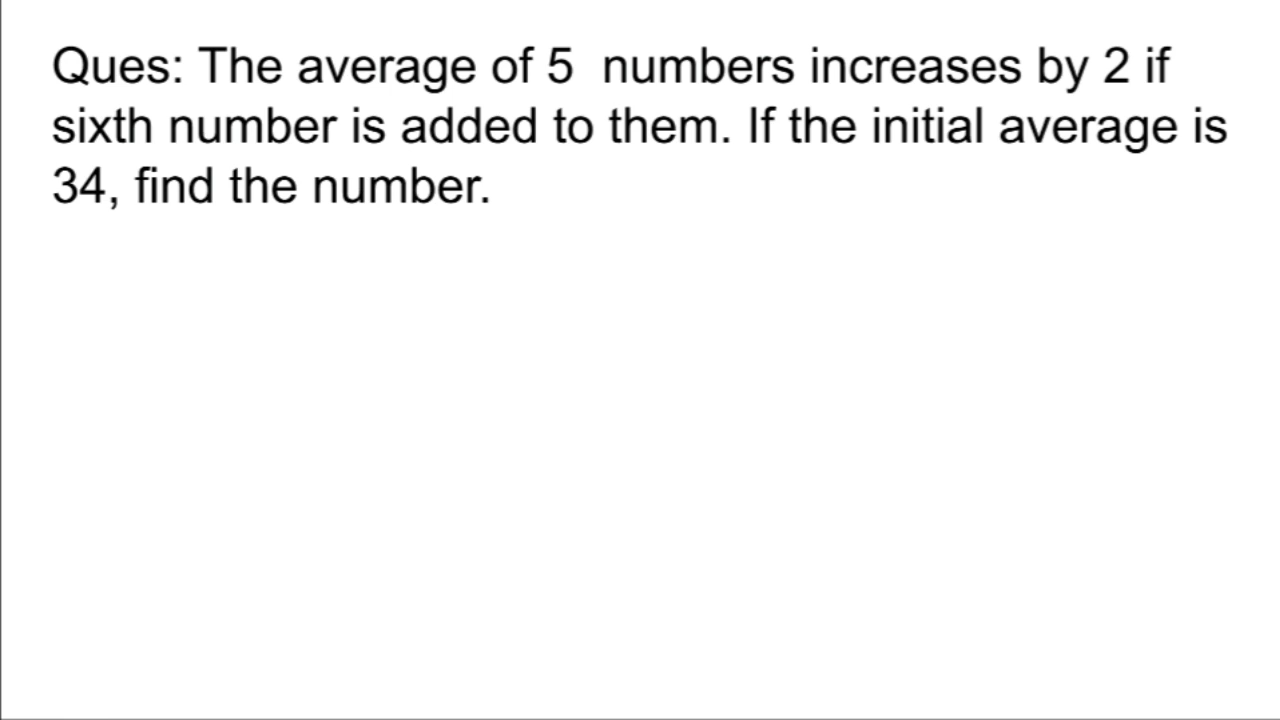 Ques: The average of 5  numbers increases by 2 if
sixth number is added to them. If the initial average is
34, find the number.